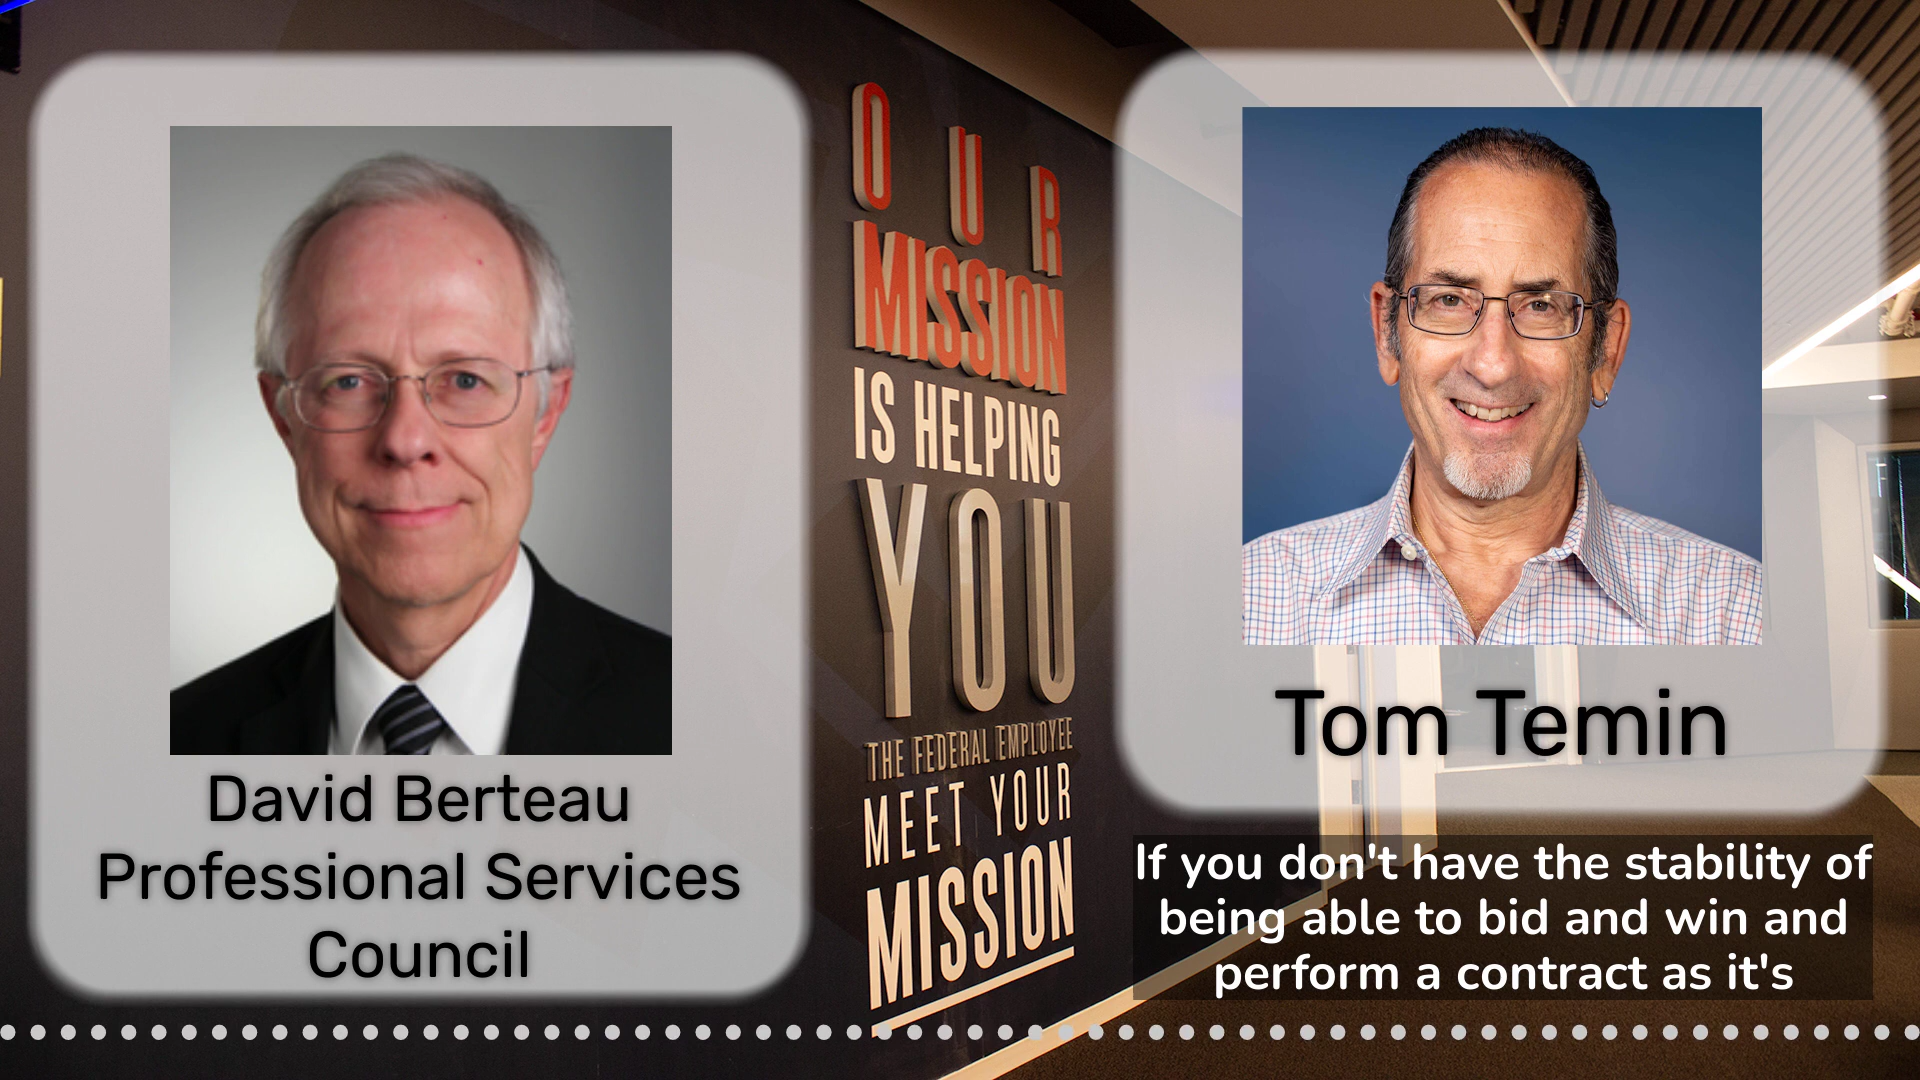 David Berteau
Professional Services
Council
OUR
MISSION
IS HELPING
YOU
THE FEDERAL EMPLOYEE
MEET YOUR
MISSION
Tom Temin
If you don't have the stability of
being able to bid and win and
perform a contract as it's